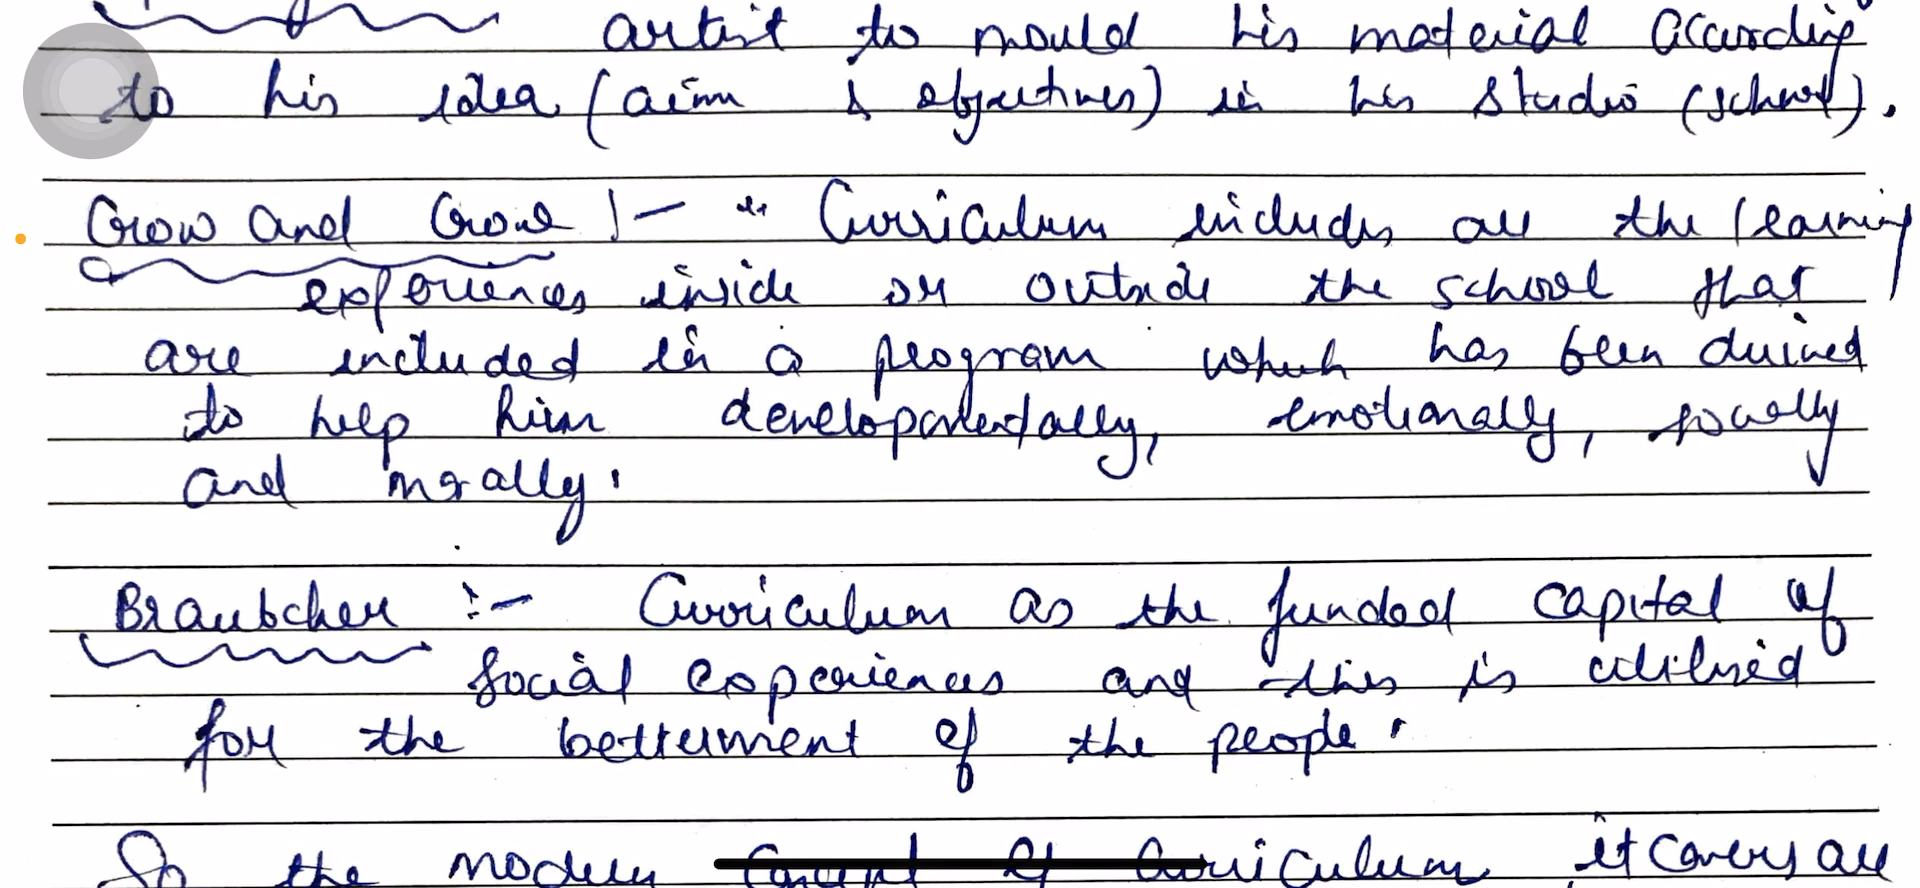 artist to mould his material according
to his idea (aim & objectives) in his studio (school).
Crow and Crow :- " Curriculum includes all the learning
experiences inside or outside the school that
are included in a program which has been duined
to help him developmentally, emotionally, socially
and morally.
Braubcher :- Curriculum as the funded capital of
social experiences and this is utilised
for the betterment of the people.
So the modern concept of curriculum, it covers all